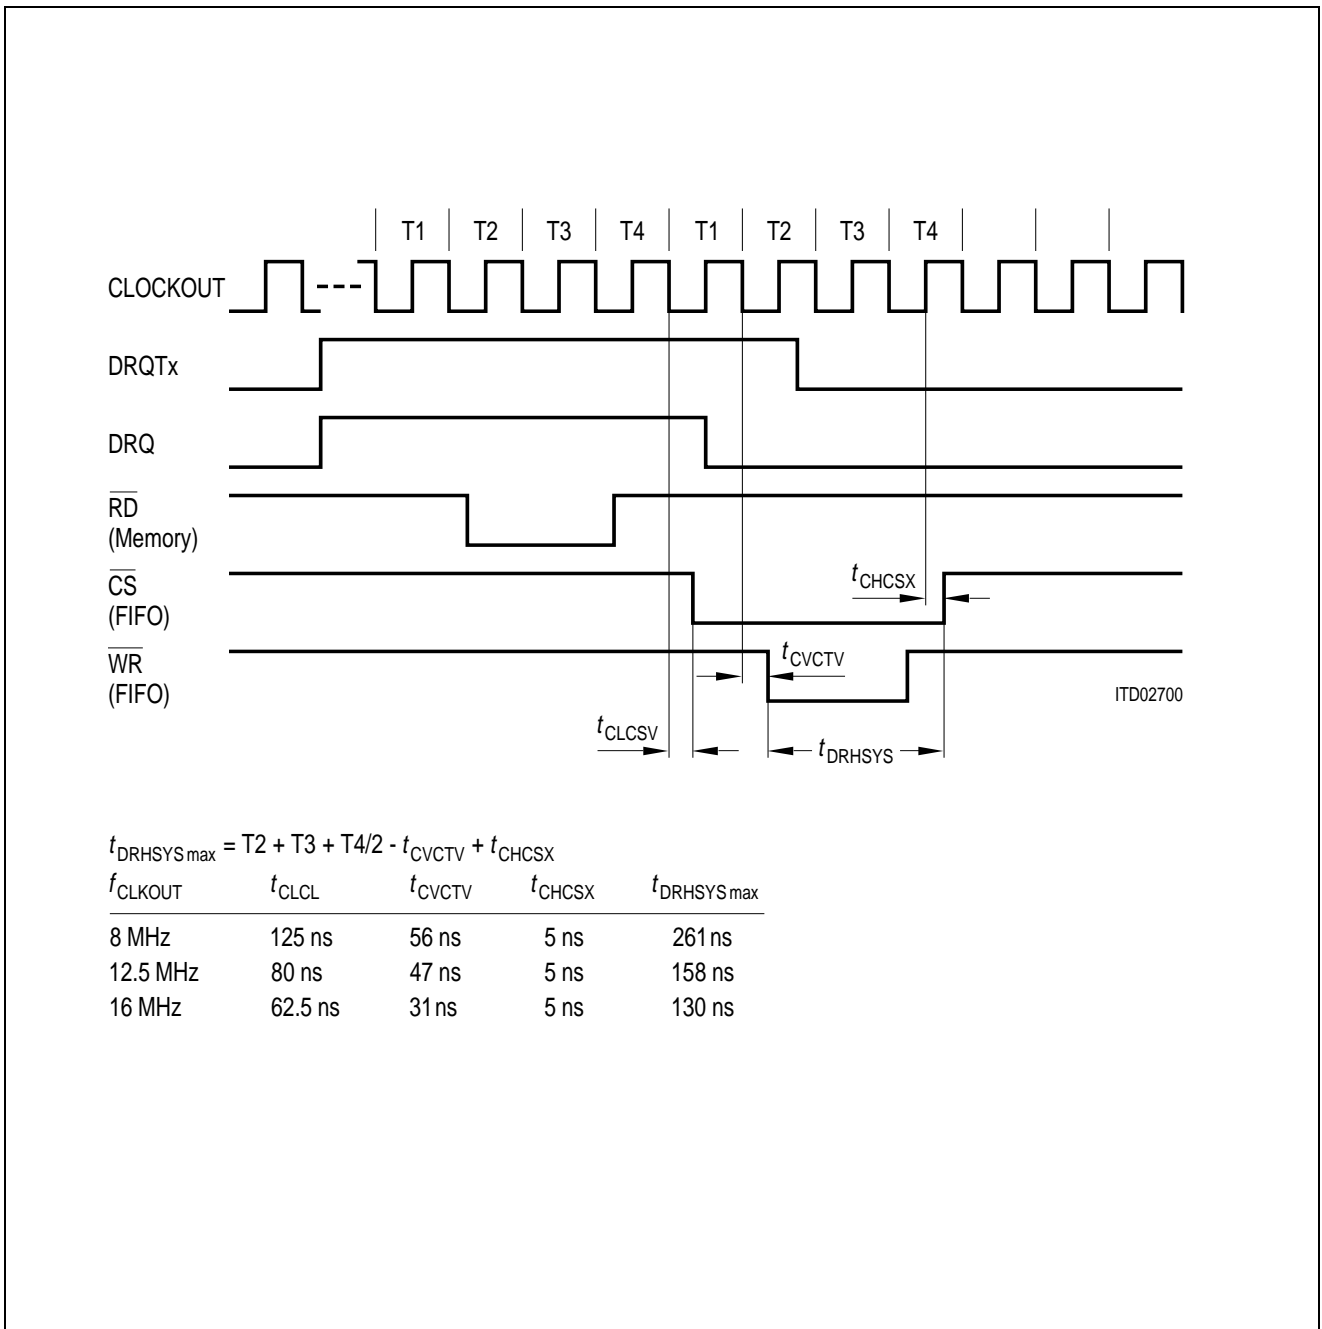 T1 T2 T3 T4 T1 T2 T3 T4
CLOCKOUT
DRQTx
DRQ
RD
(Memory)
CS
(FIFO)
tCHCSX
WR
(FIFO)
tCVCTV
ITD02700
tCLCSV
tDRHSYS
tDRHSYS max = T2 + T3 + T4/2 - tCVCTV + tCHCSX
fCLKOUT tCLCL tCVCTV tCHCSX tDRHSYS max
8 MHz 125 ns 56 ns 5 ns 261 ns
12.5 MHz 80 ns 47 ns 5 ns 158 ns
16 MHz 62.5 ns 31 ns 5 ns 130 ns